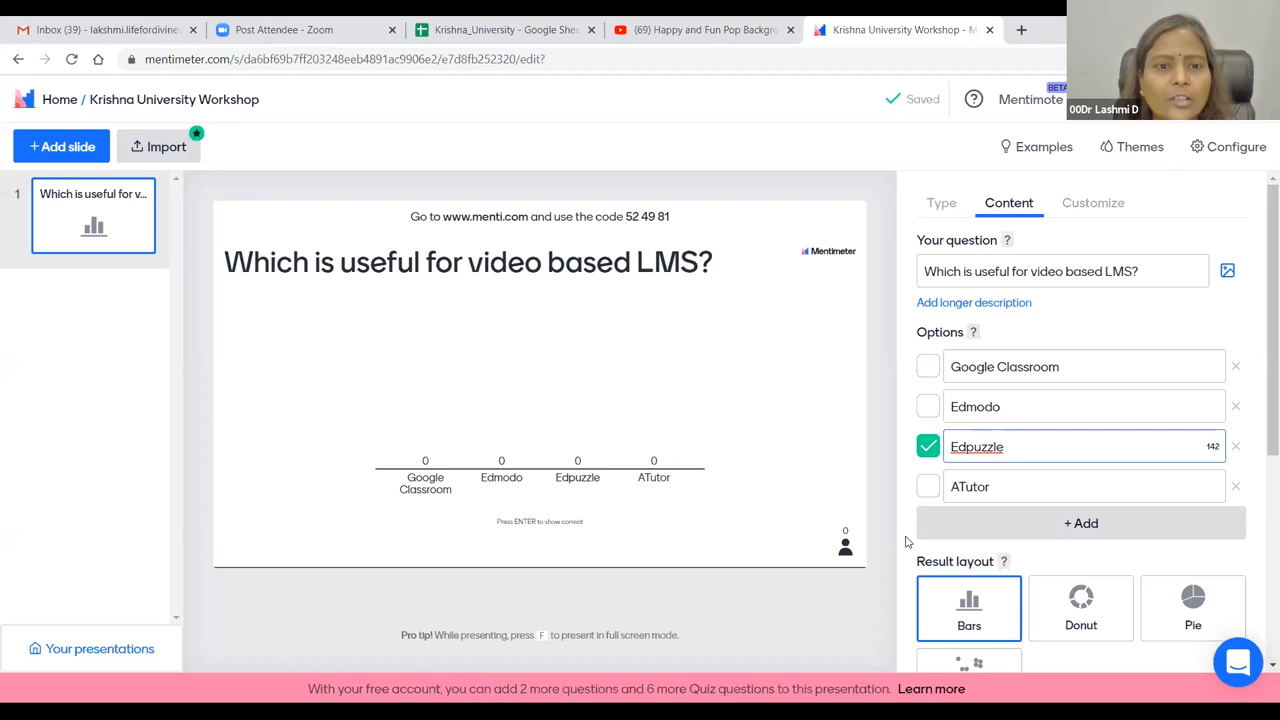 Inbox (39) - lakshmi.lifefordivine
Post Attendee - Zoom
Krishna_University - Google She
(69) Happy and Fun Pop Backgro
Krishna University Workshop - M
mentimeter.com/s/da6bf69b7ff203248eeb4891ac9906e2/e7d8fb252320/edit?
Home / Krishna University Workshop
Saved
?
Mentimote
BETA
00Dr Lashmi D
+ Add slide
Import
Examples
Themes
Configure
1
Which is useful for v...
Go to www.menti.com and use the code 52 49 81
Which is useful for video based LMS?
Mentimeter
0
0
0
0
Google Classroom
Edmodo
Edpuzzle
ATutor
Press ENTER to show correct
0
Pro tip! While presenting, press F to present in full screen mode.
Type
Content
Customize
Your question ?
Which is useful for video based LMS?
Add longer description
Options ?
Google Classroom
Edmodo
Edpuzzle
142
ATutor
+ Add
Result layout ?
Bars
Donut
Pie
Your presentations
With your free account, you can add 2 more questions and 6 more Quiz questions to this presentation. Learn more